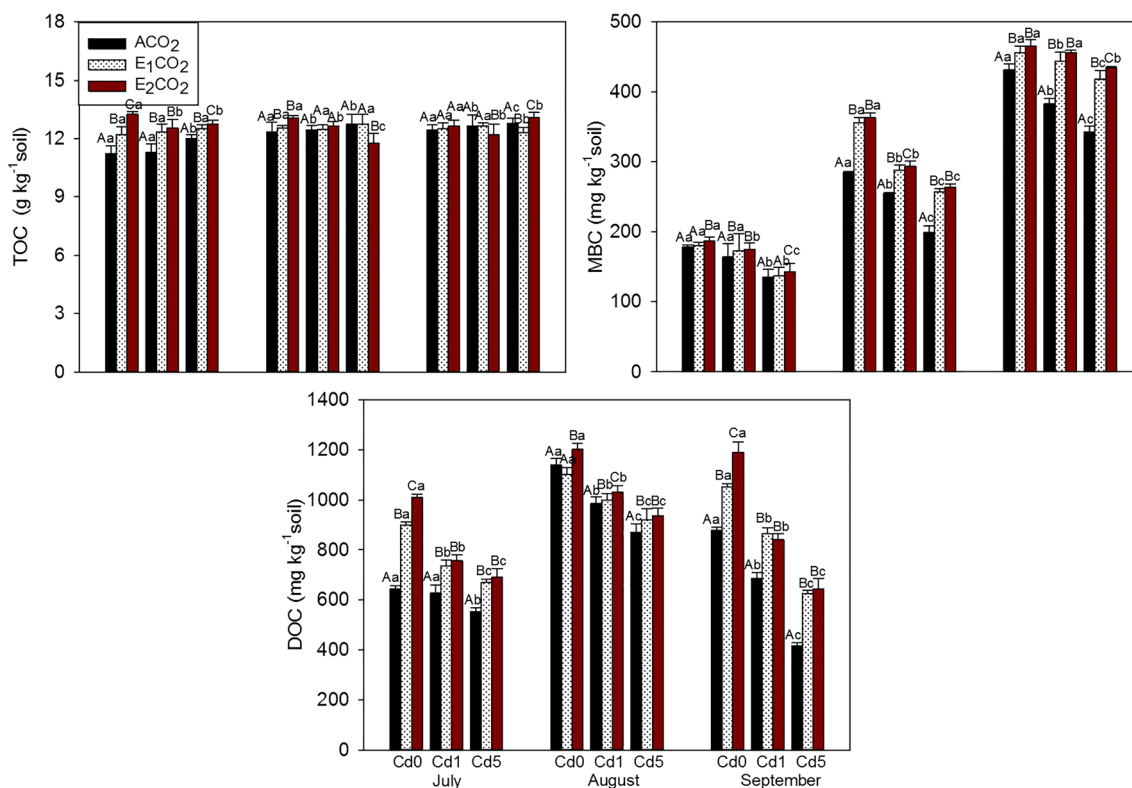 18
15
12
9
6
3
0
TOC (g kg⁻¹soil)
ACO₂
E₁CO₂
E₂CO₂
Aa Ba Ca Aa Ba Bb Ab Ba Cb
Aa Ba Ba Ab Aa Ab Ab Aa Bc
Aa Aa Aa Ab Aa Bb Ac Bb Cb
500
400
300
200
100
0
MBC (mg kg⁻¹soil)
Aa Aa Ba Aa Ba Bb Ab Ab Cc
Aa Ba Ba Ab Bb Cb Ac Bc Bc
Aa Ba Ba Ab Bb Ba Ac Bc Cb
1400
1200
1000
800
600
400
200
0
DOC (mg kg⁻¹soil)
Aa Ba Ca Aa Bb Bb Ab Bc Bc
Aa Aa Ba Ab Ab Cb Ac Bc Bc
Aa Ba Ca Ab Bb Bb Ac Bc Bc
Cd0 Cd1 Cd5 Cd0 Cd1 Cd5 Cd0 Cd1 Cd5
July August September